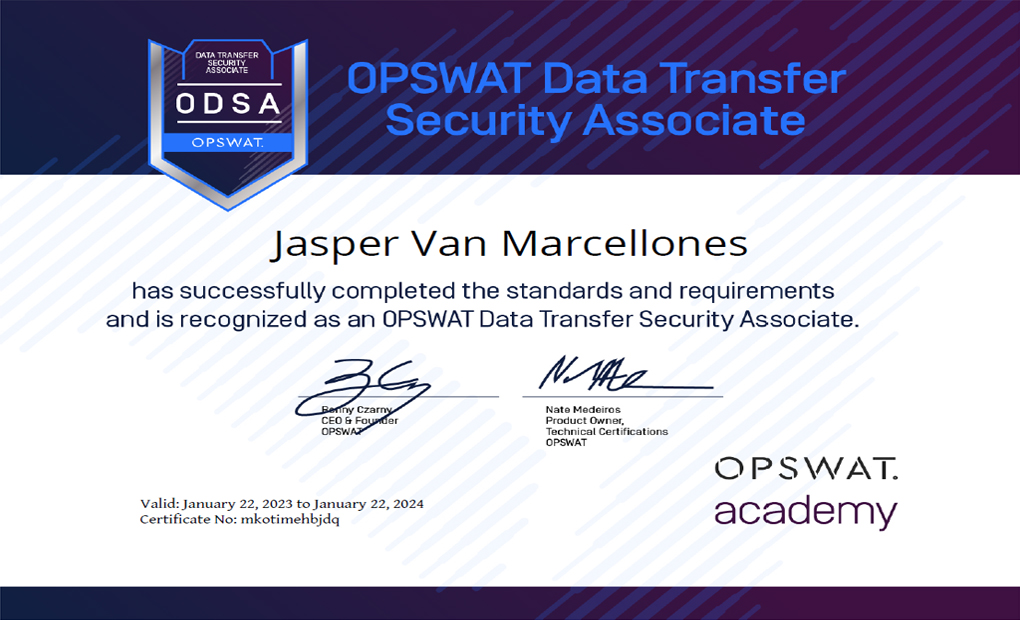 DATA TRANSFER
SECURITY
ASSOCIATE
ODSA
OPSWAT.
OPSWAT Data Transfer
Security Associate
Jasper Van Marcellones
has successfully completed the standards and requirements
and is recognized as an OPSWAT Data Transfer Security Associate.
Benny Czarny
CEO & Founder
OPSWAT
Nate Medeiros
Product Owner,
Technical Certifications
OPSWAT
Valid: January 22, 2023 to January 22, 2024
Certificate No: mkotimehbjdq
OPSWAT.
academy